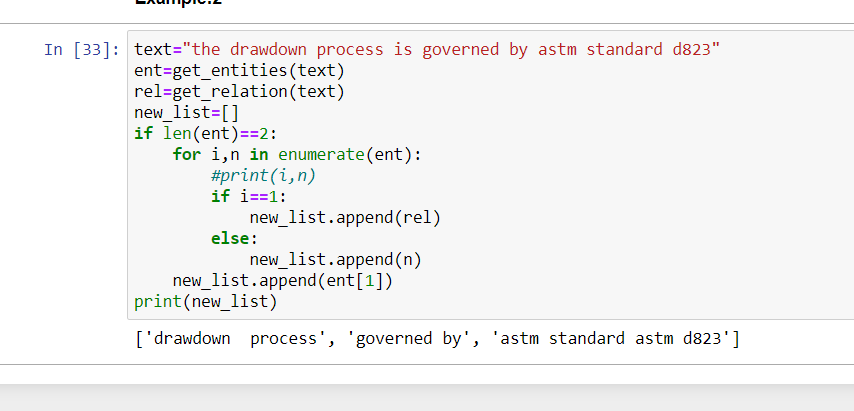 Example:2
In [33]: text="the drawdown process is governed by astm standard d823"
ent=get_entities(text)
rel=get_relation(text)
new_list=[]
if len(ent)==2:
    for i,n in enumerate(ent):
        #print(i,n)
        if i==1:
            new_list.append(rel)
        else:
            new_list.append(n)
    new_list.append(ent[1])
print(new_list)
['drawdown  process', 'governed by', 'astm standard astm d823']